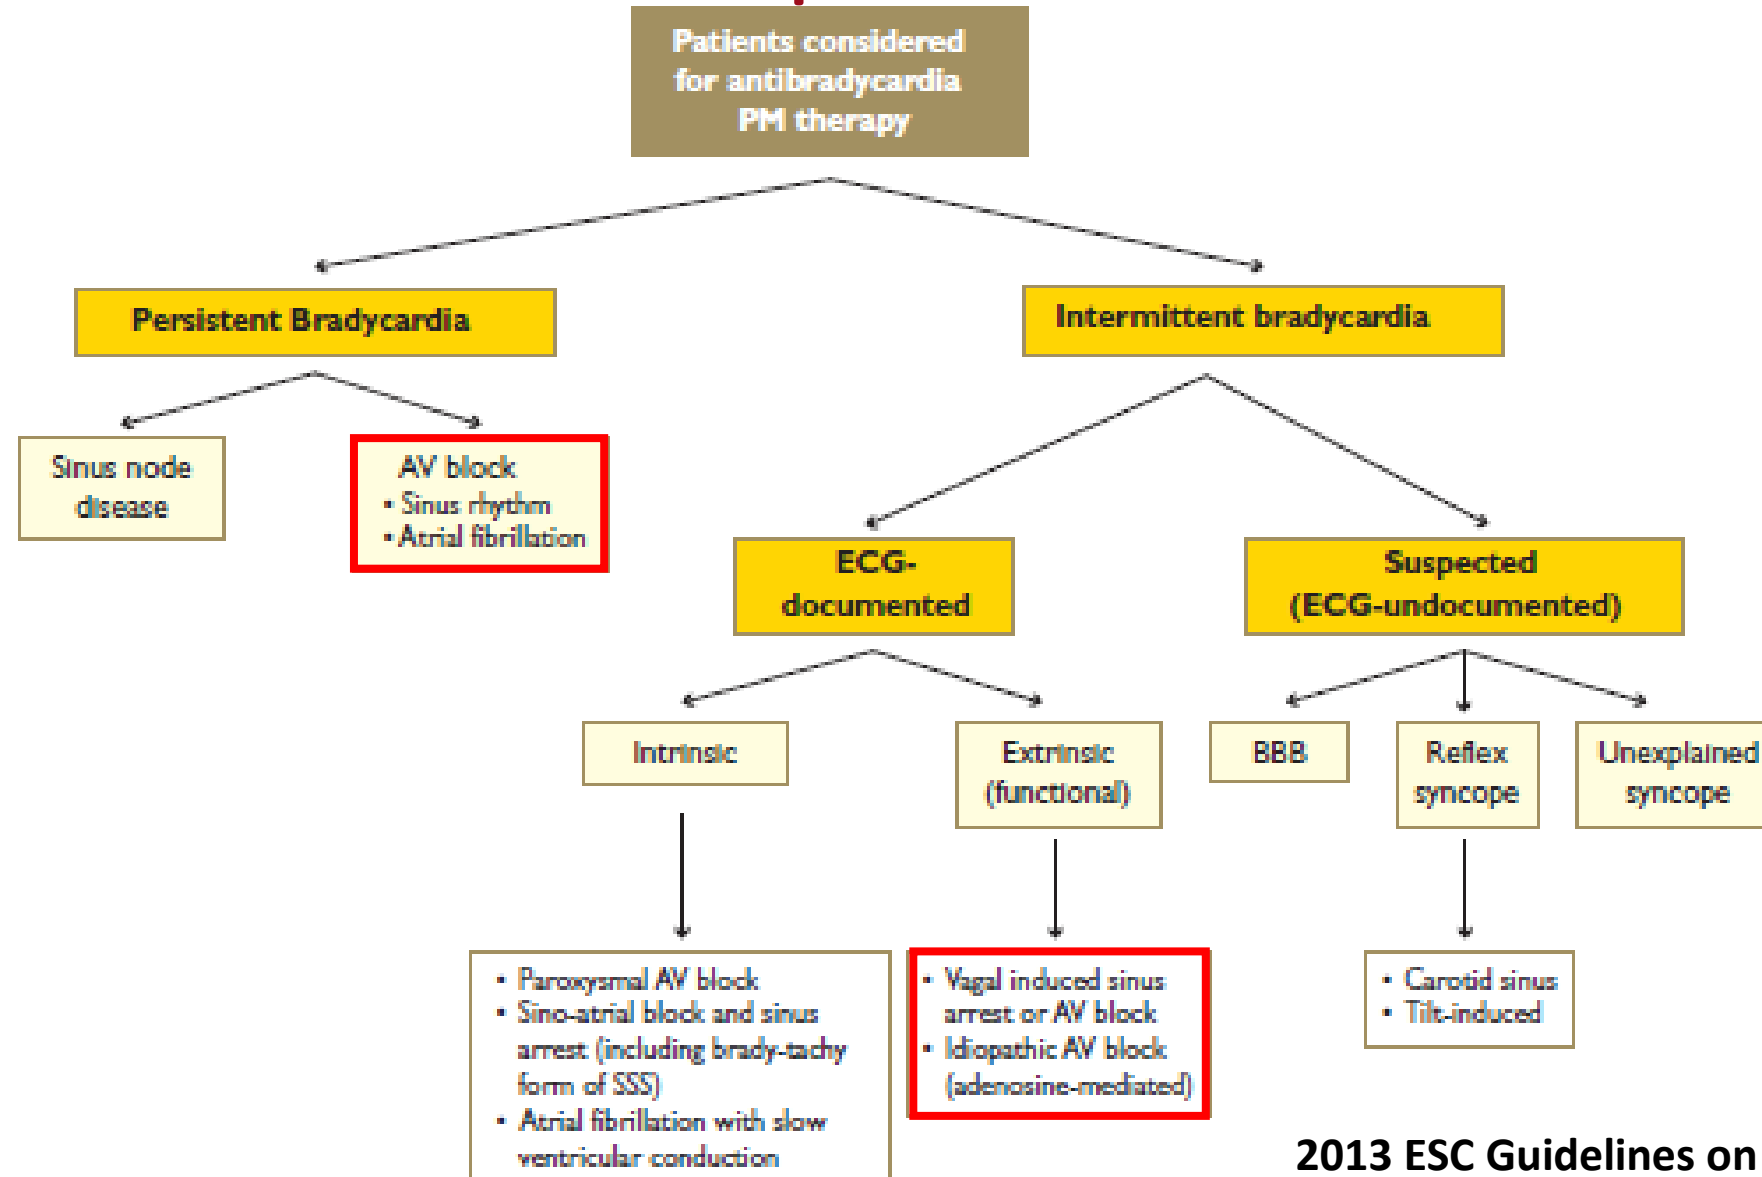 Patients considered
for antibradycardia
PM therapy
Persistent Bradycardia
Intermittent bradycardia
Sinus node
disease
AV block
• Sinus rhythm
• Atrial fibrillation
ECG-
documented
Suspected
(ECG-undocumented)
Intrinsic
Extrinsic
(functional)
BBB
Reflex
syncope
Unexplained
syncope
• Paroxysmal AV block
• Sino-atrial block and sinus
arrest (including brady-tachy
form of SSS)
• Atrial fibrillation with slow
ventricular conduction
• Vagal induced sinus
arrest or AV block
• Idiopathic AV block
(adenosine-mediated)
• Carotid sinus
• Tilt-induced
2013 ESC Guidelines on